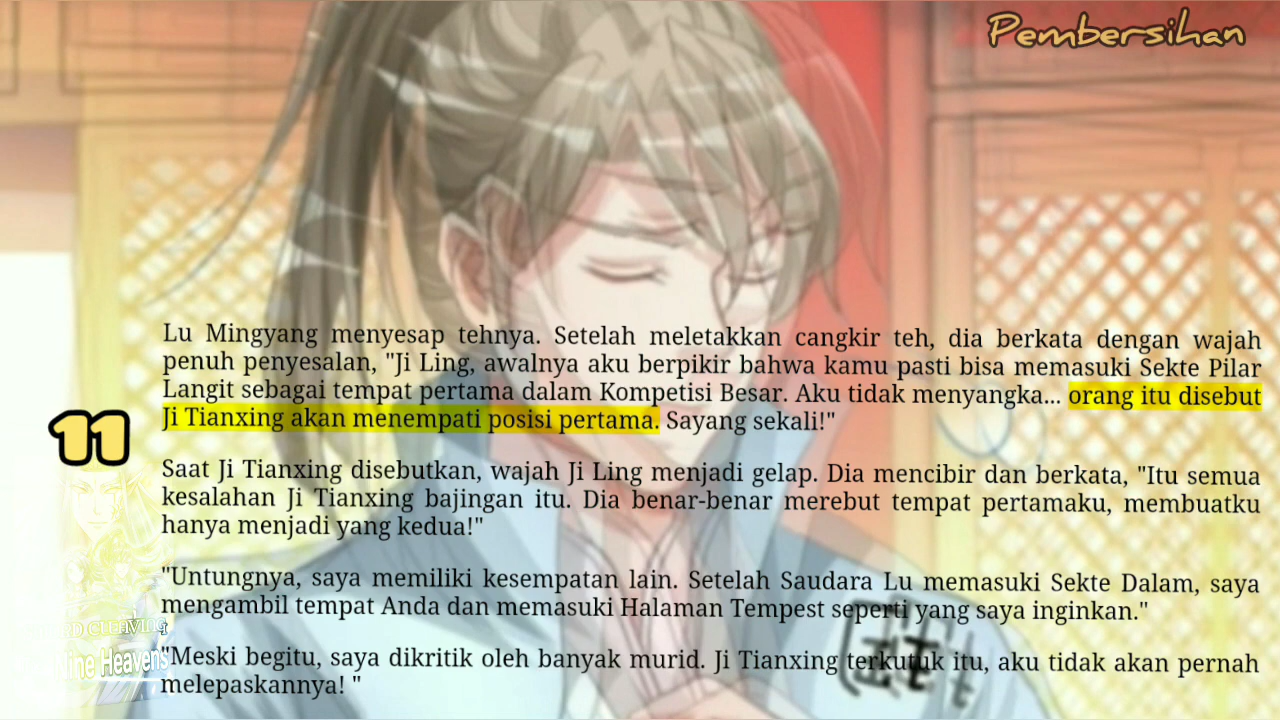 Pembersihan
Lu Mingyang menyesap tehnya. Setelah meletakkan cangkir teh, dia berkata dengan wajah
penuh penyesalan, "Ji Ling, awalnya aku berpikir bahwa kamu pasti bisa memasuki Sekte Pilar
Langit sebagai tempat pertama dalam Kompetisi Besar. Aku tidak menyangka... orang itu disebut
Ji Tianxing akan menempati posisi pertama. Sayang sekali!"
11
Saat Ji Tianxing disebutkan, wajah Ji Ling menjadi gelap. Dia mencibir dan berkata, "Itu semua
kesalahan Ji Tianxing bajingan itu. Dia benar-benar merebut tempat pertamaku, membuatku
hanya menjadi yang kedua!"
"Untungnya, saya memiliki kesempatan lain. Setelah Saudara Lu memasuki Sekte Dalam, saya
mengambil tempat Anda dan memasuki Halaman Tempest seperti yang saya inginkan."
CLEAVING
Heavens
"Meski begitu, saya dikritik oleh banyak murid. Ji Tianxing terkutuk itu, aku tidak akan pernah
melepaskannya! "